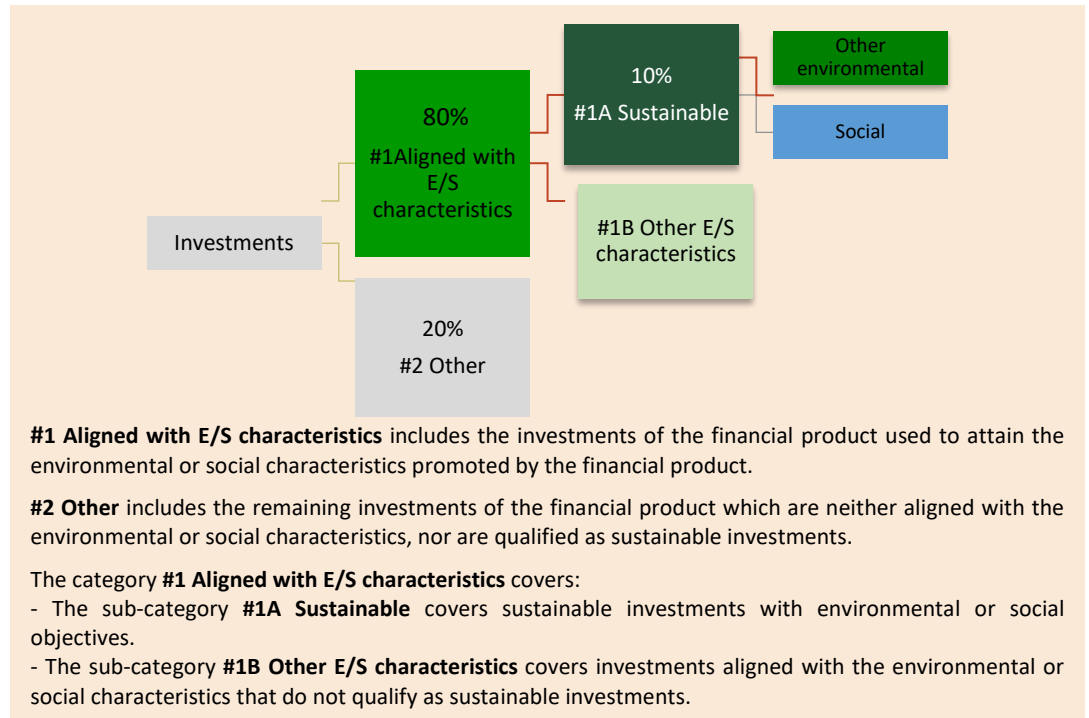 Other
environmental
10%
#1A Sustainable
Social
80%
#1Aligned with
E/S
characteristics
#1B Other E/S
characteristics
Investments
20%
#2 Other
#1 Aligned with E/S characteristics includes the investments of the financial product used to attain the
environmental or social characteristics promoted by the financial product.
#2 Other includes the remaining investments of the financial product which are neither aligned with the
environmental or social characteristics, nor are qualified as sustainable investments.
The category #1 Aligned with E/S characteristics covers:
- The sub-category #1A Sustainable covers sustainable investments with environmental or social
objectives.
- The sub-category #1B Other E/S characteristics covers investments aligned with the environmental or
social characteristics that do not qualify as sustainable investments.